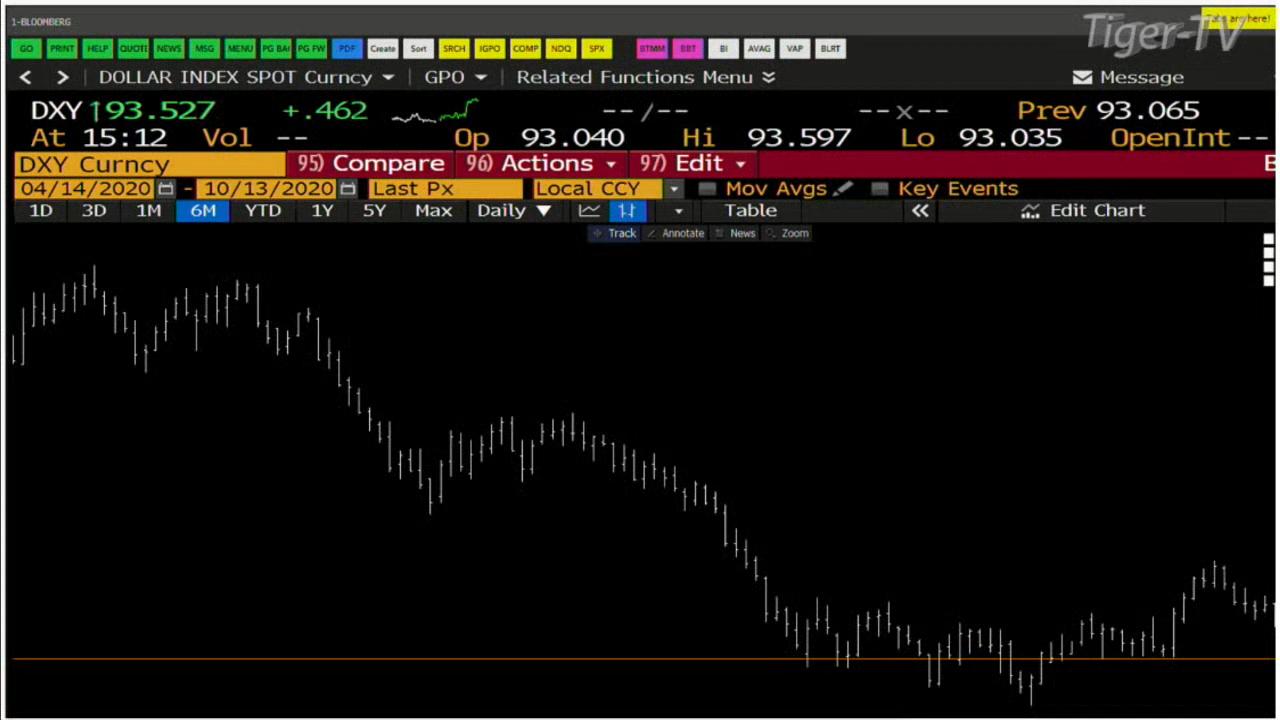 1-BLOOMBERG
Tiger-TV
GO PRINT HELP QUOTE NEWS MSG MENU PG BA PG FW PDF Create Sort SRCH IGPO COMP NDQ SPX BTMM BBT BI AVAG VAP BLRT
< > DOLLAR INDEX SPOT Curncy GPO Related Functions Menu Message
DXY ↑93.527 +.462 --/-- --x-- Prev 93.065
At 15:12 Vol -- Op 93.040 Hi 93.597 Lo 93.035 OpenInt --
DXY Curncy 95) Compare 96) Actions 97) Edit
04/14/2020 - 10/13/2020 Last Px Local CCY Mov Avgs Key Events
1D 3D 1M 6M YTD 1Y 5Y Max Daily ▼ Table « Edit Chart
Track Annotate News Zoom